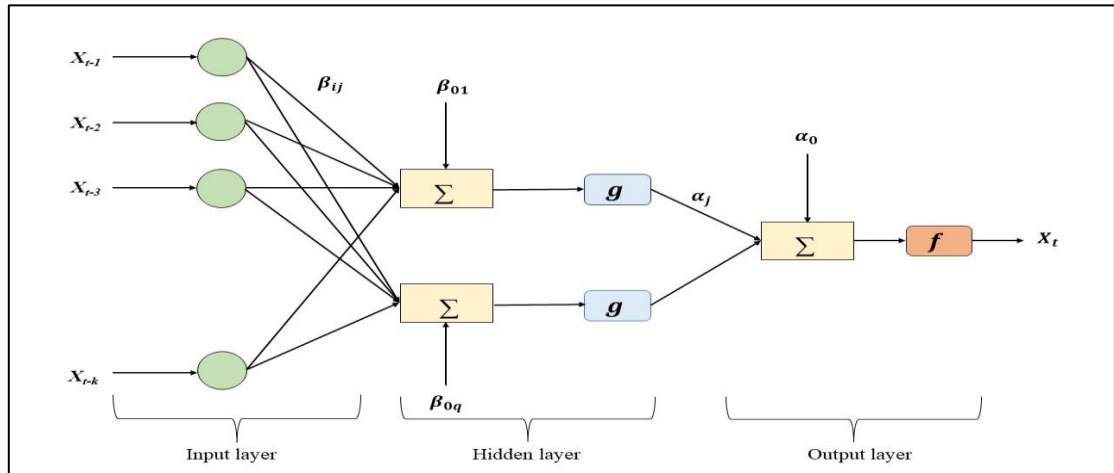 X_{t-1}
X_{t-2}
X_{t-3}
X_{t-k}
β_{ij}
β_{01}
Σ
g
Σ
g
β_{0q}
α_j
α_0
Σ
f
X_t
Input layer
Hidden layer
Output layer